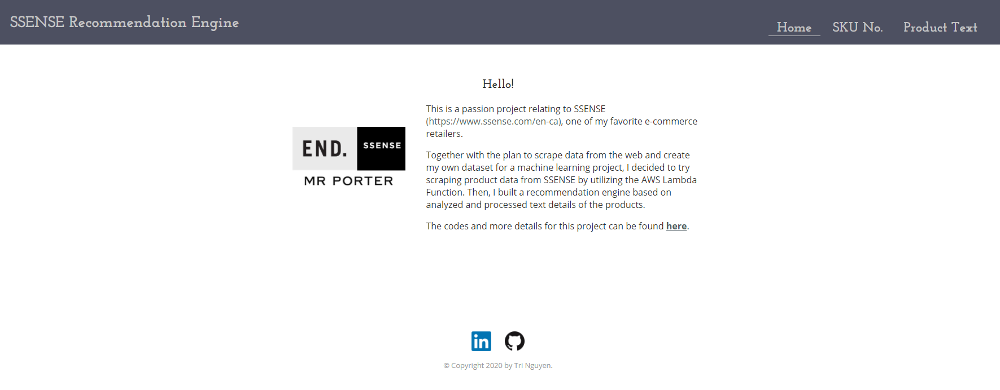 SSENSE Recommendation Engine
Home SKU No. Product Text
Hello!
This is a passion project relating to SSENSE
(https://www.ssense.com/en-ca), one of my favorite e-commerce
retailers.
END. SSENSE
MR PORTER
Together with the plan to scrape data from the web and create
my own dataset for a machine learning project, I decided to try
scraping product data from SSENSE by utilizing the AWS Lambda
Function. Then, I built a recommendation engine based on
analyzed and processed text details of the products.
The codes and more details for this project can be found here.
in
© Copyright 2020 by Tri Nguyen.